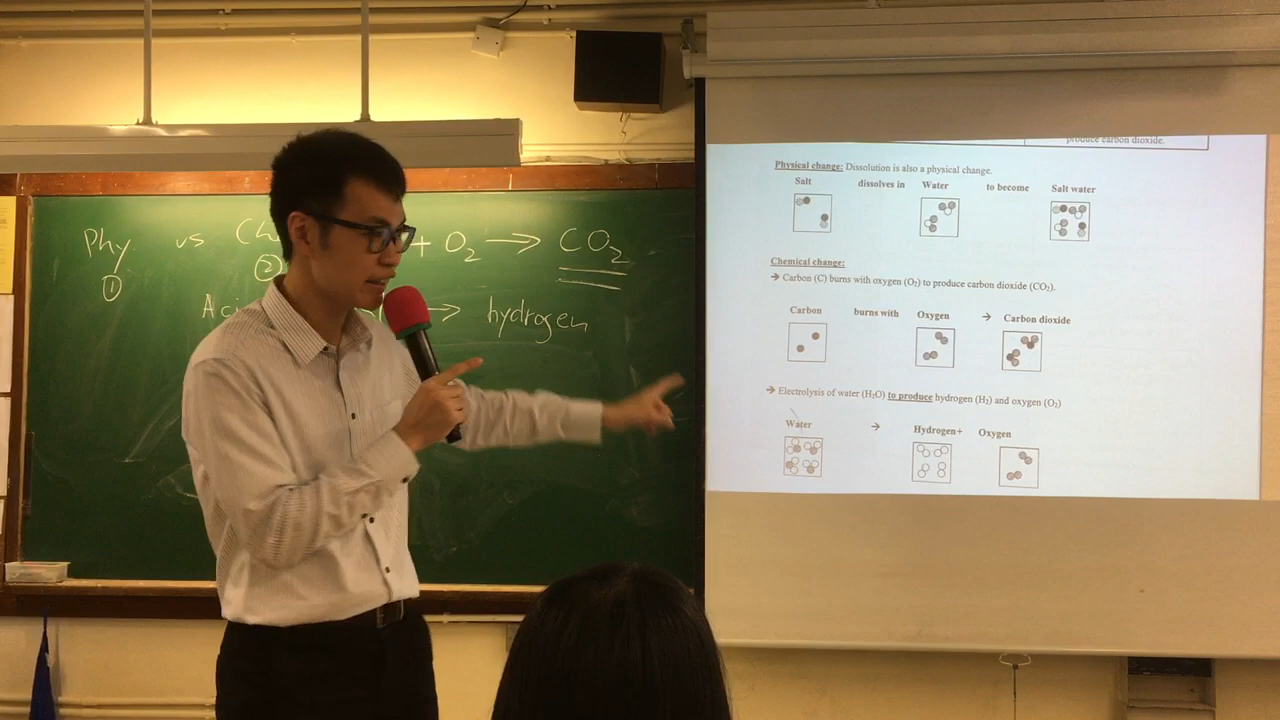 Phy vs Ch + O₂ → CO₂
① ②
Aci → hydrogen
produce carbon dioxide.
Physical change: Dissolution is also a physical change.
Salt dissolves in Water to become Salt water
Chemical change:
→ Carbon (C) burns with oxygen (O₂) to produce carbon dioxide (CO₂).
Carbon burns with Oxygen → Carbon dioxide
→ Electrolysis of water (H₂O) to produce hydrogen (H₂) and oxygen (O₂)
Water → Hydrogen+ Oxygen